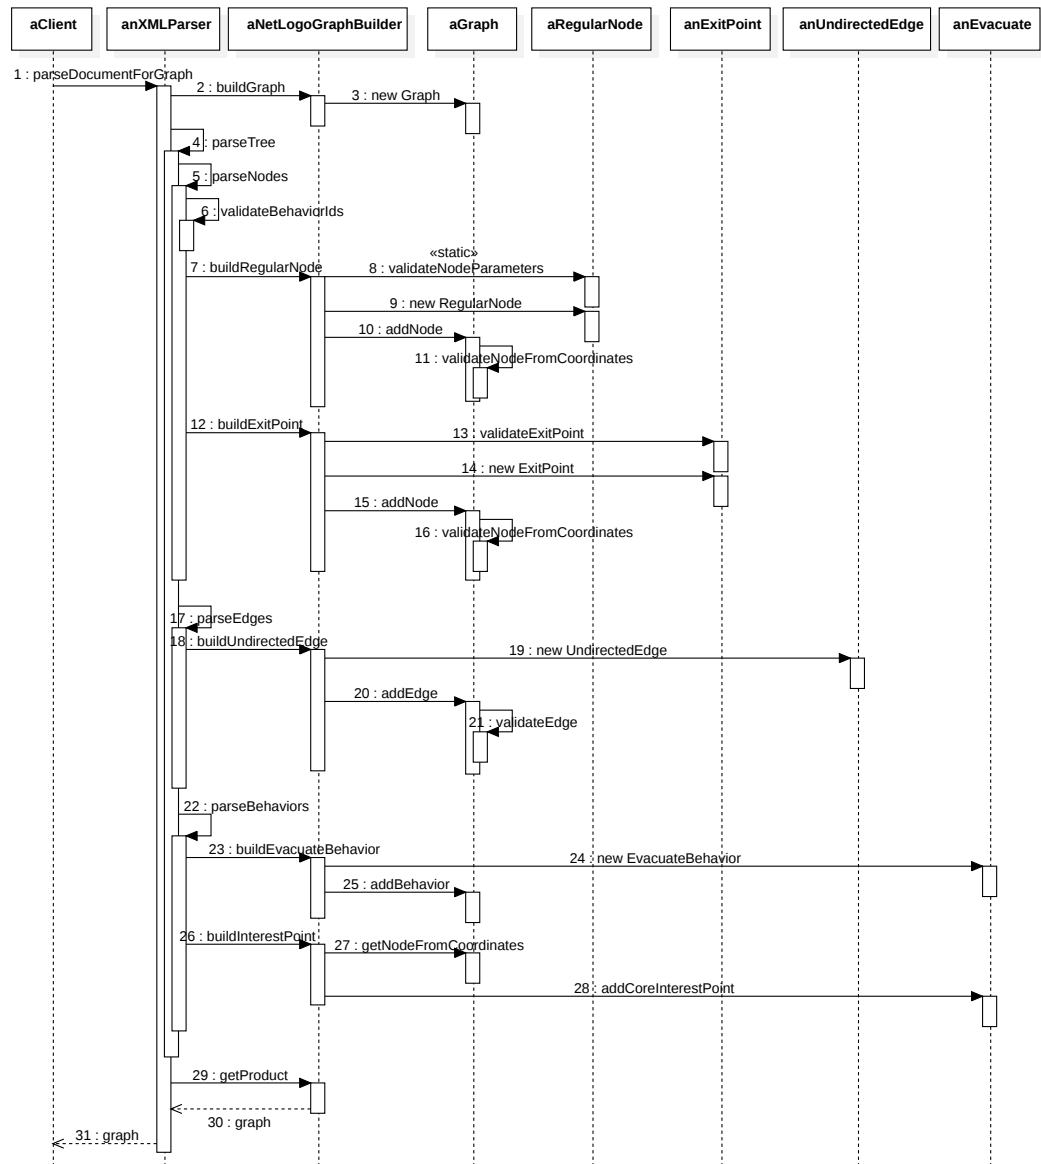 aClient
anXMLParser
aNetLogoGraphBuilder
aGraph
aRegularNode
anExitPoint
anUndirectedEdge
anEvacuate
1 : parseDocumentForGraph
2 : buildGraph
3 : new Graph
4 : parseTree
5 : parseNodes
6 : validateBehaviorIds
«static»
7 : buildRegularNode
8 : validateNodeParameters
9 : new RegularNode
10 : addNode
11 : validateNodeFromCoordinates
12 : buildExitPoint
13 : validateExitPoint
14 : new ExitPoint
15 : addNode
16 : validateNodeFromCoordinates
17 : parseEdges
18 : buildUndirectedEdge
19 : new UndirectedEdge
20 : addEdge
21 : validateEdge
22 : parseBehaviors
23 : buildEvacuateBehavior
24 : new EvacuateBehavior
25 : addBehavior
26 : buildInterestPoint
27 : getNodeFromCoordinates
28 : addCoreInterestPoint
29 : getProduct
30 : graph
31 : graph